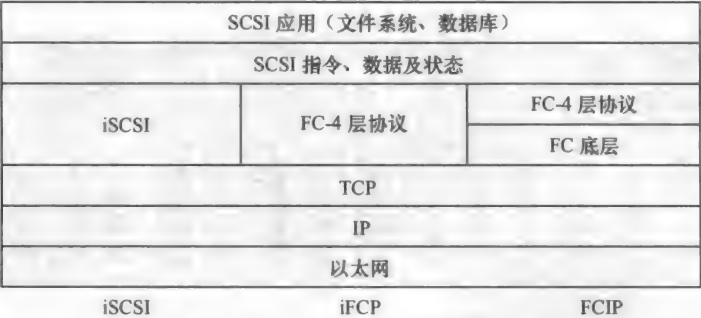 SCSI 应用（文件系统、数据库）
SCSI 指令、数据及状态
iSCSI
FC-4 层协议
FC-4 层协议
FC 底层
TCP
IP
以太网
iSCSI iFCP FCIP